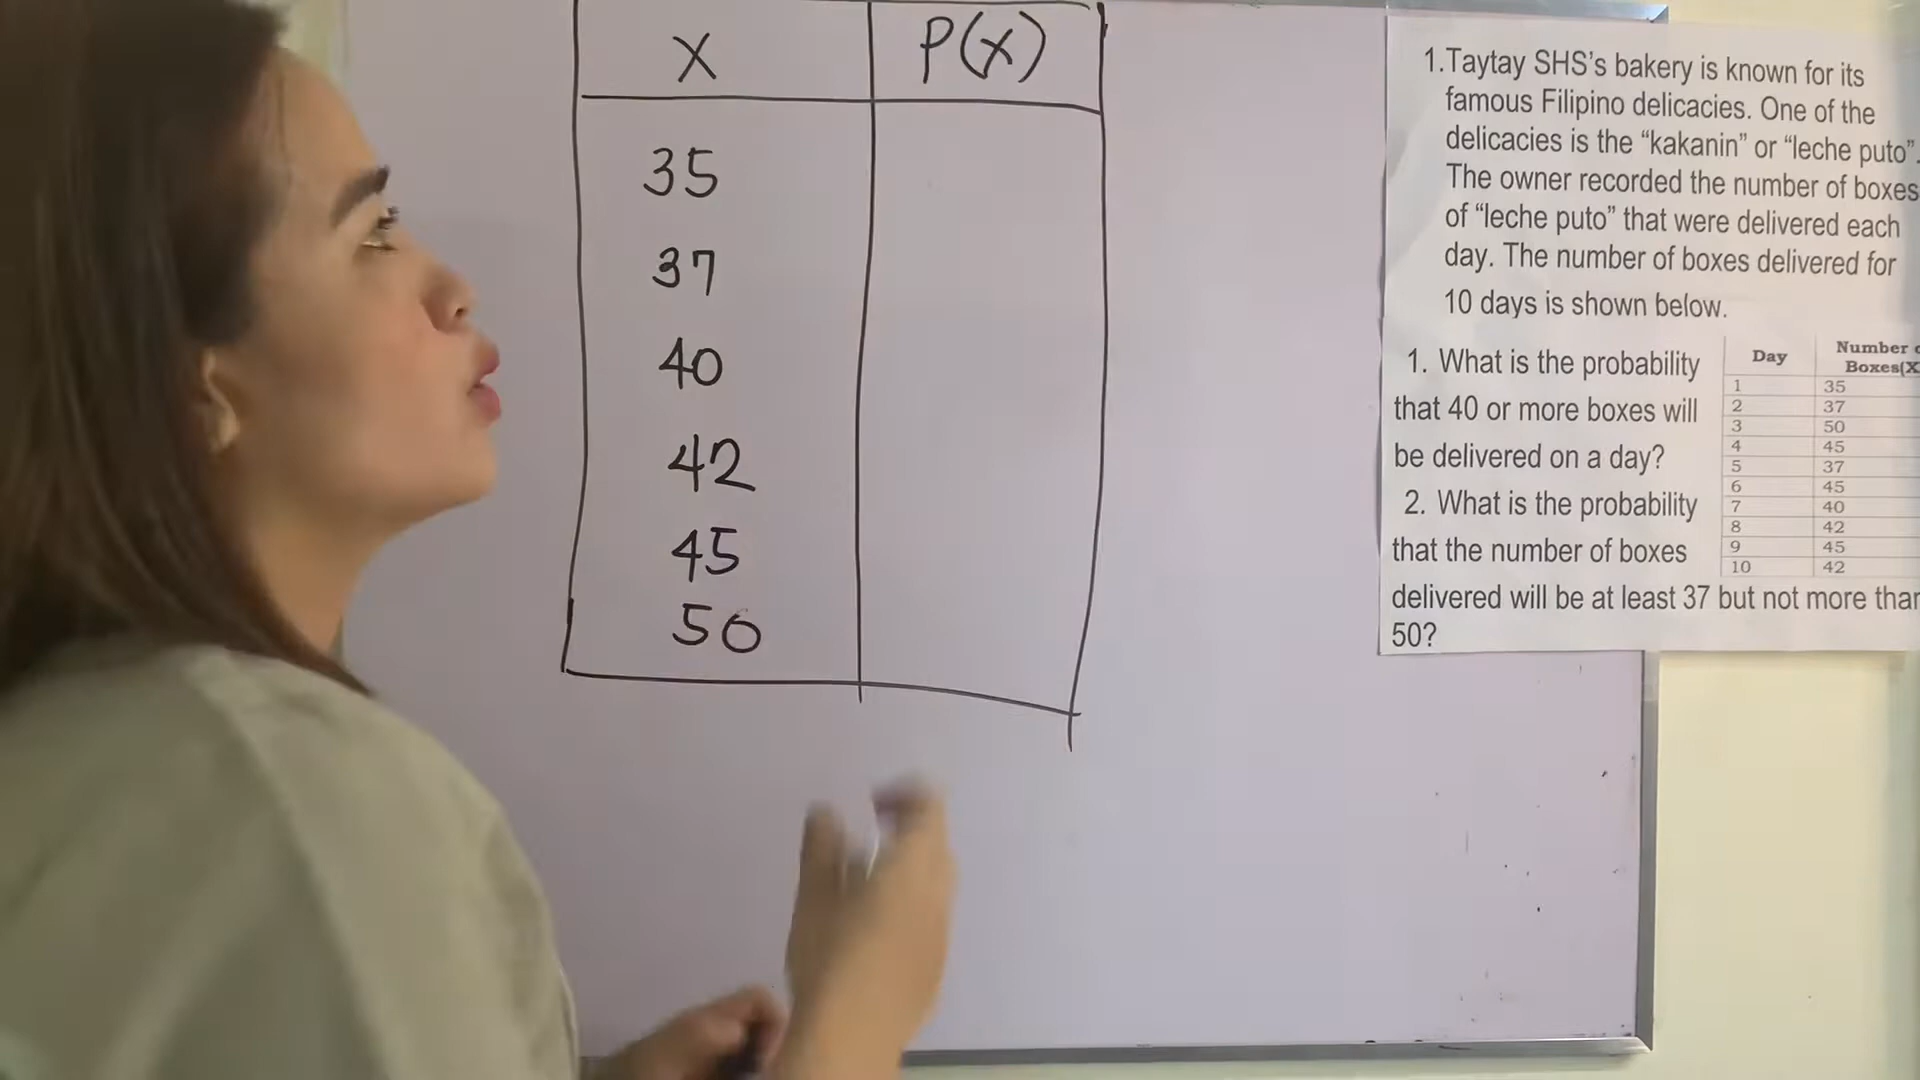 X P(X)
35
37
40
42
45
50
1.Taytay SHS's bakery is known for its
famous Filipino delicacies. One of the
delicacies is the “kakanin” or “leche puto”.
The owner recorded the number of boxes
of “leche puto” that were delivered each
day. The number of boxes delivered for
10 days is shown below.
1. What is the probability
that 40 or more boxes will
be delivered on a day?
2. What is the probability
that the number of boxes
delivered will be at least 37 but not more than
50?
Day Number
Boxes(X
1 35
2 37
3 50
4 45
5 37
6 45
7 40
8 42
9 45
10 42